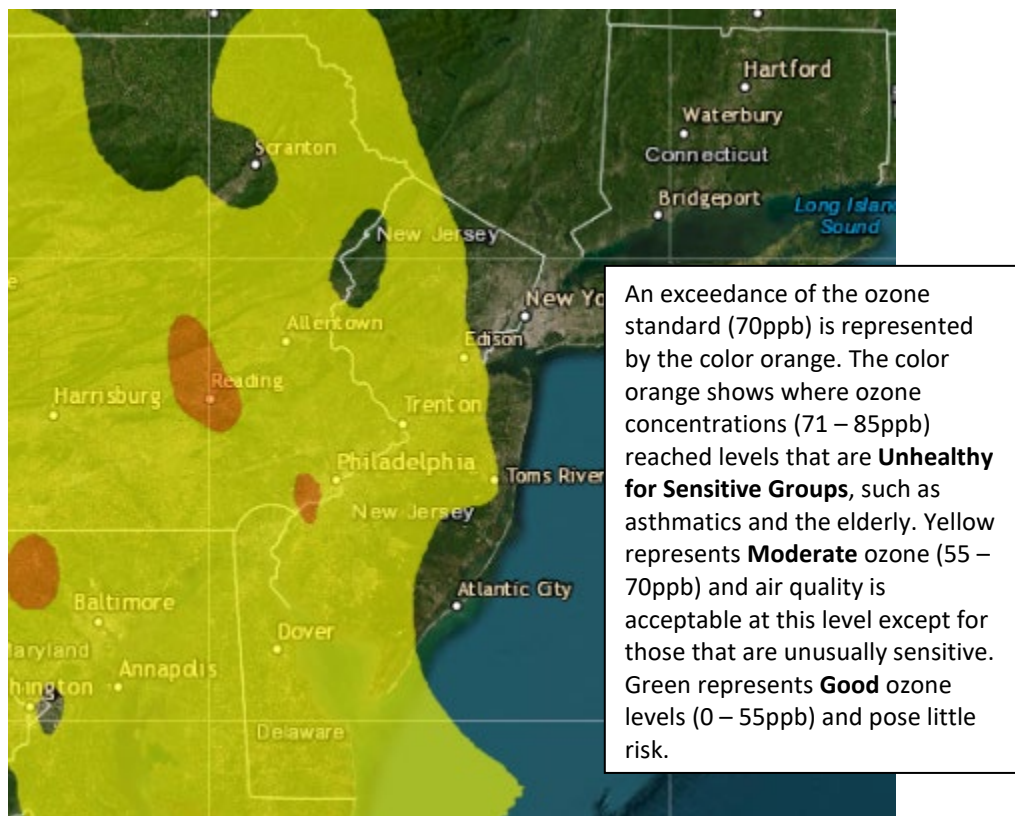 Hartford
Waterbury
Connecticut
Scranton
Bridgeport
Long Islan
Sound
New Jersey
New Yo
Allentown
Edison
Reading
Harrisburg
Trenton
Philadelphia
Toms River
New Jersey
Atlantic City
Baltimore
Dover
aryland
Annapolis
hington
Delaware
An exceedance of the ozone
standard (70ppb) is represented
by the color orange. The color
orange shows where ozone
concentrations (71 – 85ppb)
reached levels that are Unhealthy
for Sensitive Groups, such as
asthmatics and the elderly. Yellow
represents Moderate ozone (55 –
70ppb) and air quality is
acceptable at this level except for
those that are unusually sensitive.
Green represents Good ozone
levels (0 – 55ppb) and pose little
risk.